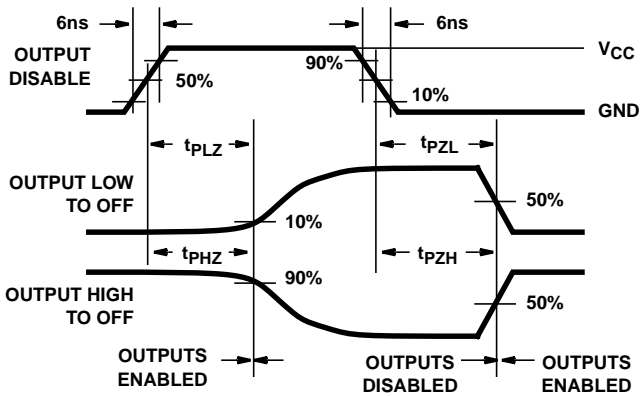 6ns
6ns
OUTPUT
DISABLE
50%
90%
10%
VCC
GND
tPLZ
tPZL
OUTPUT LOW
TO OFF
10%
50%
tPHZ
tPZH
OUTPUT HIGH
TO OFF
90%
50%
OUTPUTS
ENABLED
OUTPUTS
DISABLED
OUTPUTS
ENABLED